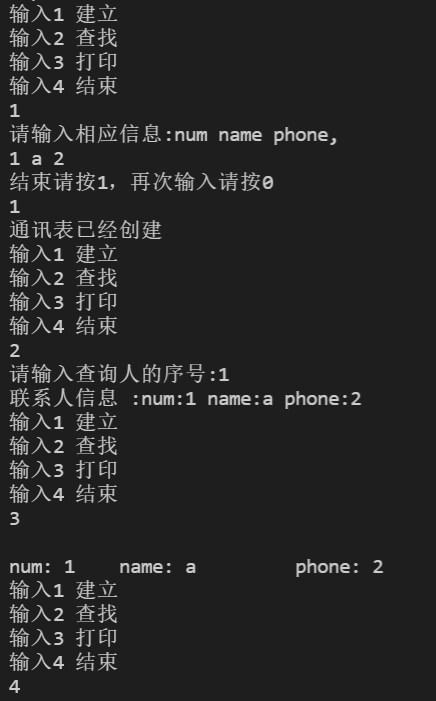 输入1 建立
输入2 查找
输入3 打印
输入4 结束
1
请输入相应信息:num name phone,
1 a 2
结束请按1，再次输入请按0
1
通讯表已经创建
输入1 建立
输入2 查找
输入3 打印
输入4 结束
2
请输入查询人的序号:1
联系人信息 :num:1 name:a phone:2
输入1 建立
输入2 查找
输入3 打印
输入4 结束
3
num: 1    name: a         phone: 2
输入1 建立
输入2 查找
输入3 打印
输入4 结束
4